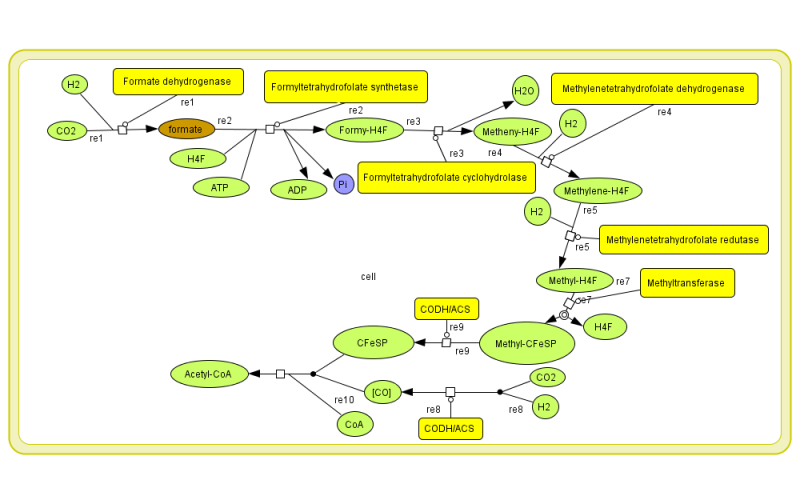 H2
Formate dehydrogenase
re1
CO2
re1
formate
re2
Formyltetrahydrofolate synthetase
re2
H4F
ATP
ADP
Pi
Formy-H4F
re3
H2O
Metheny-H4F
re3
Formyltetrahydrofolate cyclohydrolase
re4
H2
Methylenetetrahydrofolate dehydrogenase
re4
Methylene-H4F
H2
re5
re5
Methylenetetrahydrofolate redutase
Methyl-H4F
re7
Methyltransferase
re7
H4F
cell
CODH/ACS
re9
re9
CFeSP
Methyl-CFeSP
Acetyl-CoA
re10
[CO]
CoA
re8
CODH/ACS
re8
CO2
H2